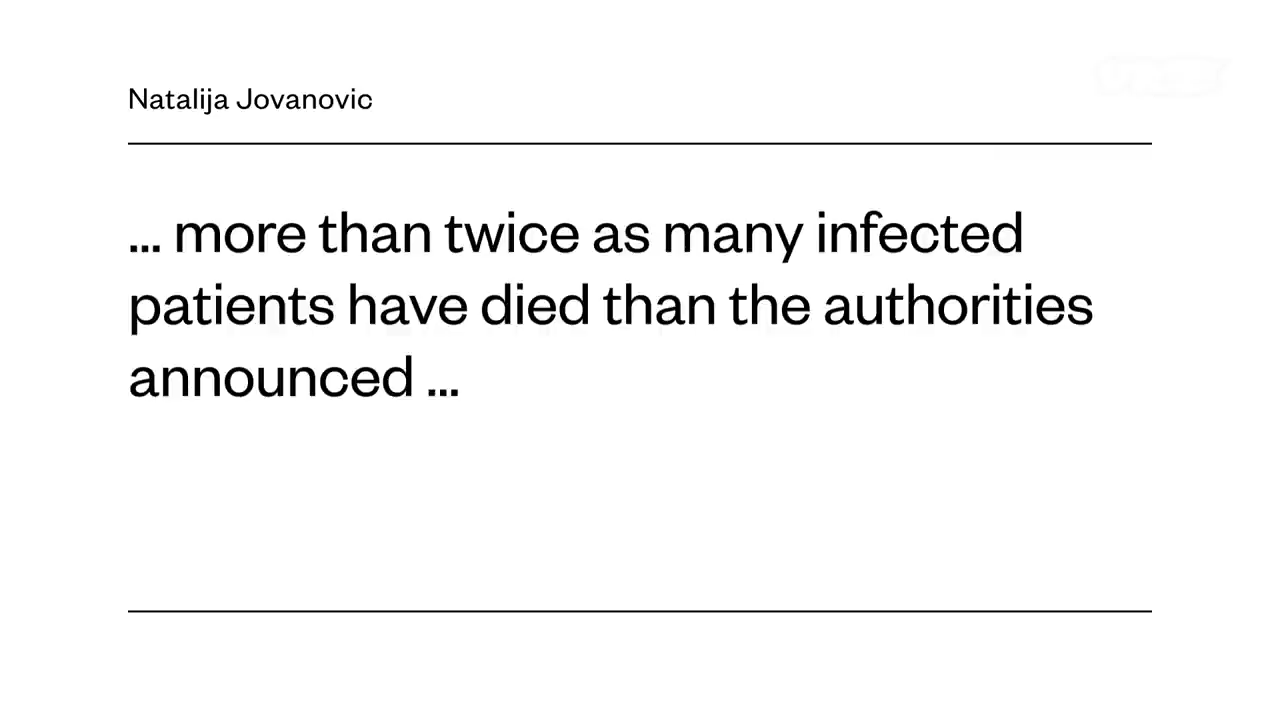 Natalija Jovanovic
... more than twice as many infected
patients have died than the authorities
announced ...